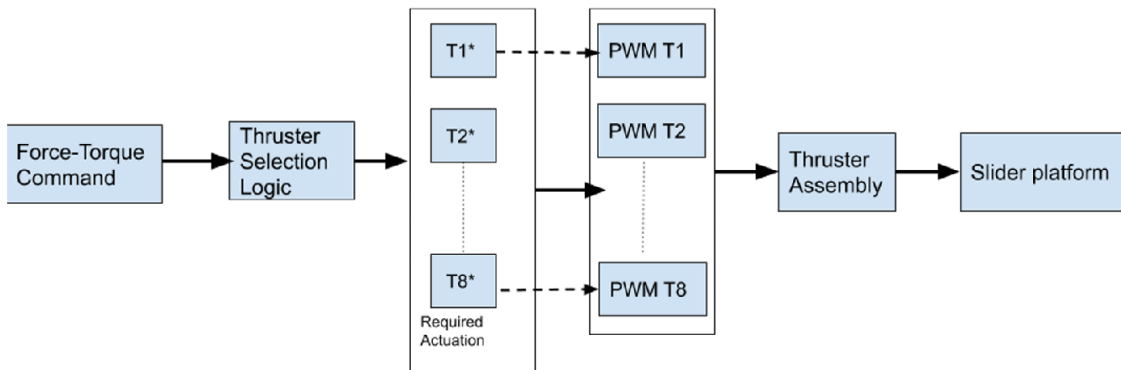 Force-Torque
Command
Thruster
Selection
Logic
T1*
T2*
T8*
Required
Actuation
PWM T1
PWM T2
PWM T8
Thruster
Assembly
Slider platform